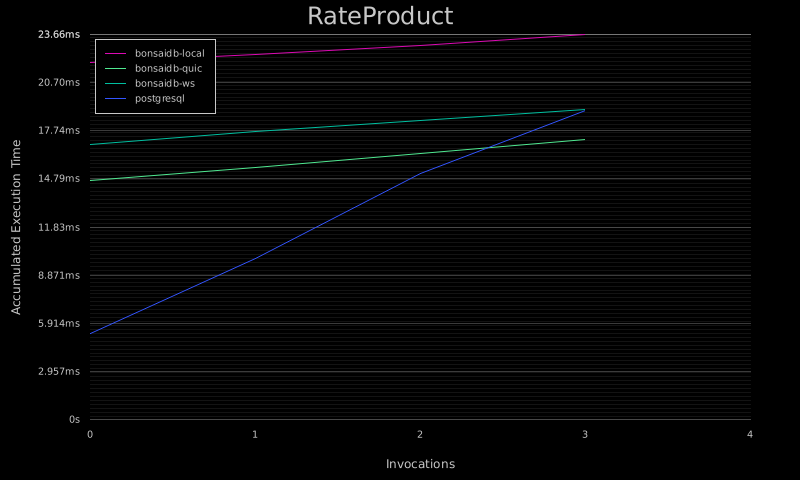 RateProduct
23.66ms
20.70ms
17.74ms
14.79ms
11.83ms
8.871ms
5.914ms
2.957ms
0s
Accumulated Execution Time
bonsaidb-local
bonsaidb-quic
bonsaidb-ws
postgresql
0 1 2 3 4
Invocations